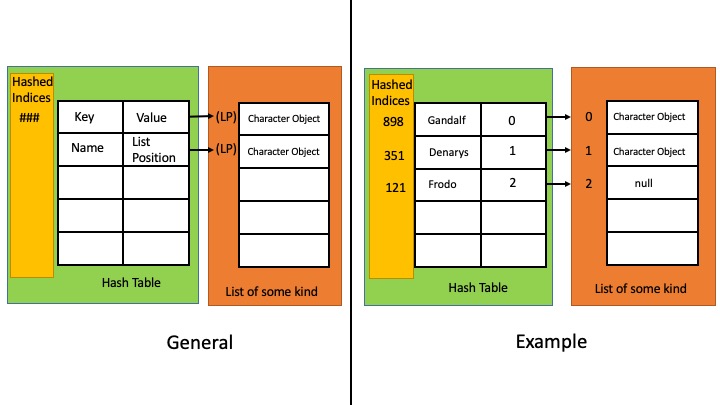 Hashed
Indices
###
Key
Value
(LP)
Character Object
Name
List
Position
(LP)
Character Object
Hash Table
List of some kind
General
Hashed
Indices
898
Gandalf
0
0
Character Object
351
Denarys
1
1
Character Object
121
Frodo
2
2
null
Hash Table
List of some kind
Example